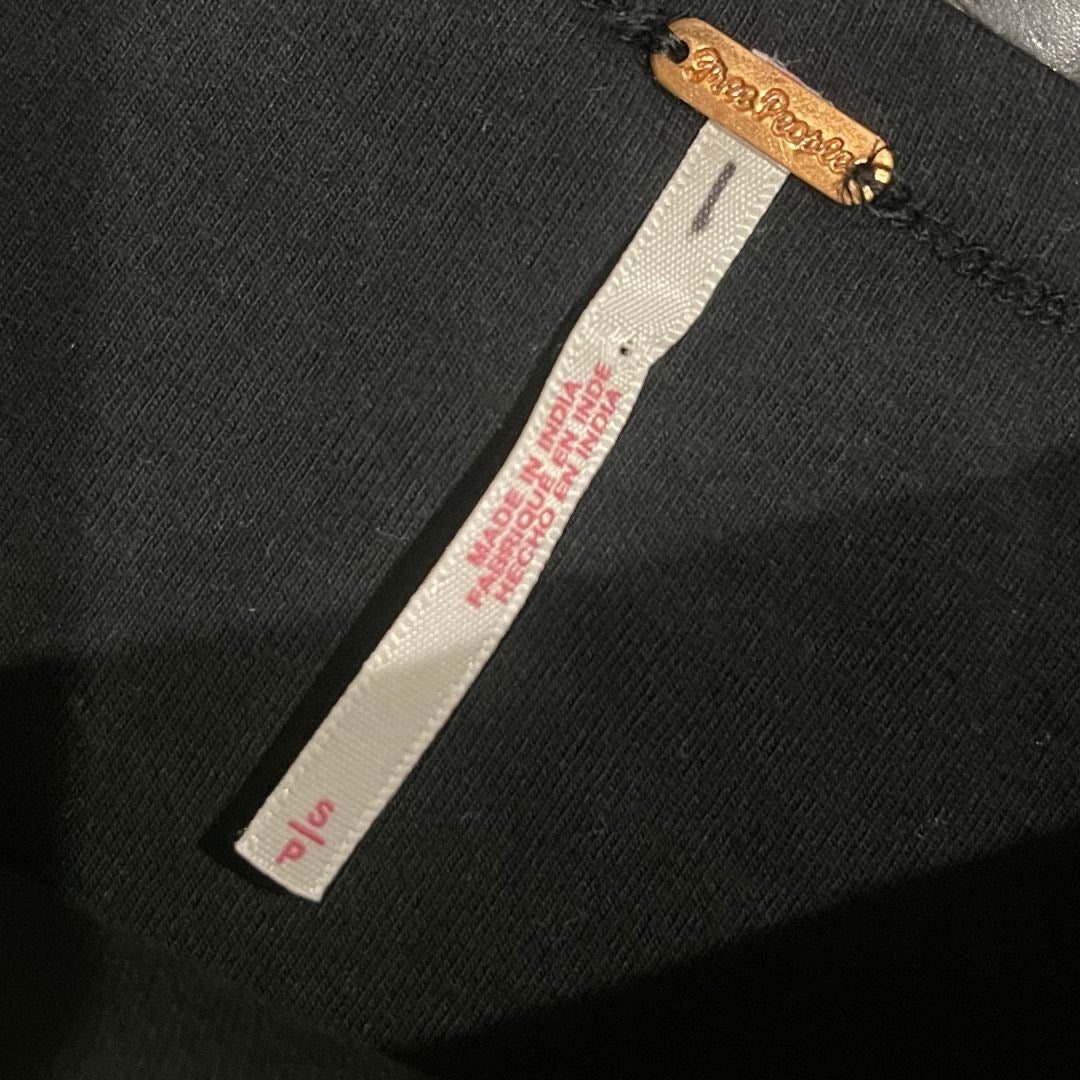 Free People
MADE IN INDIA
FABRIQUÉ EN INDE
HECHO EN INDIA
S/P